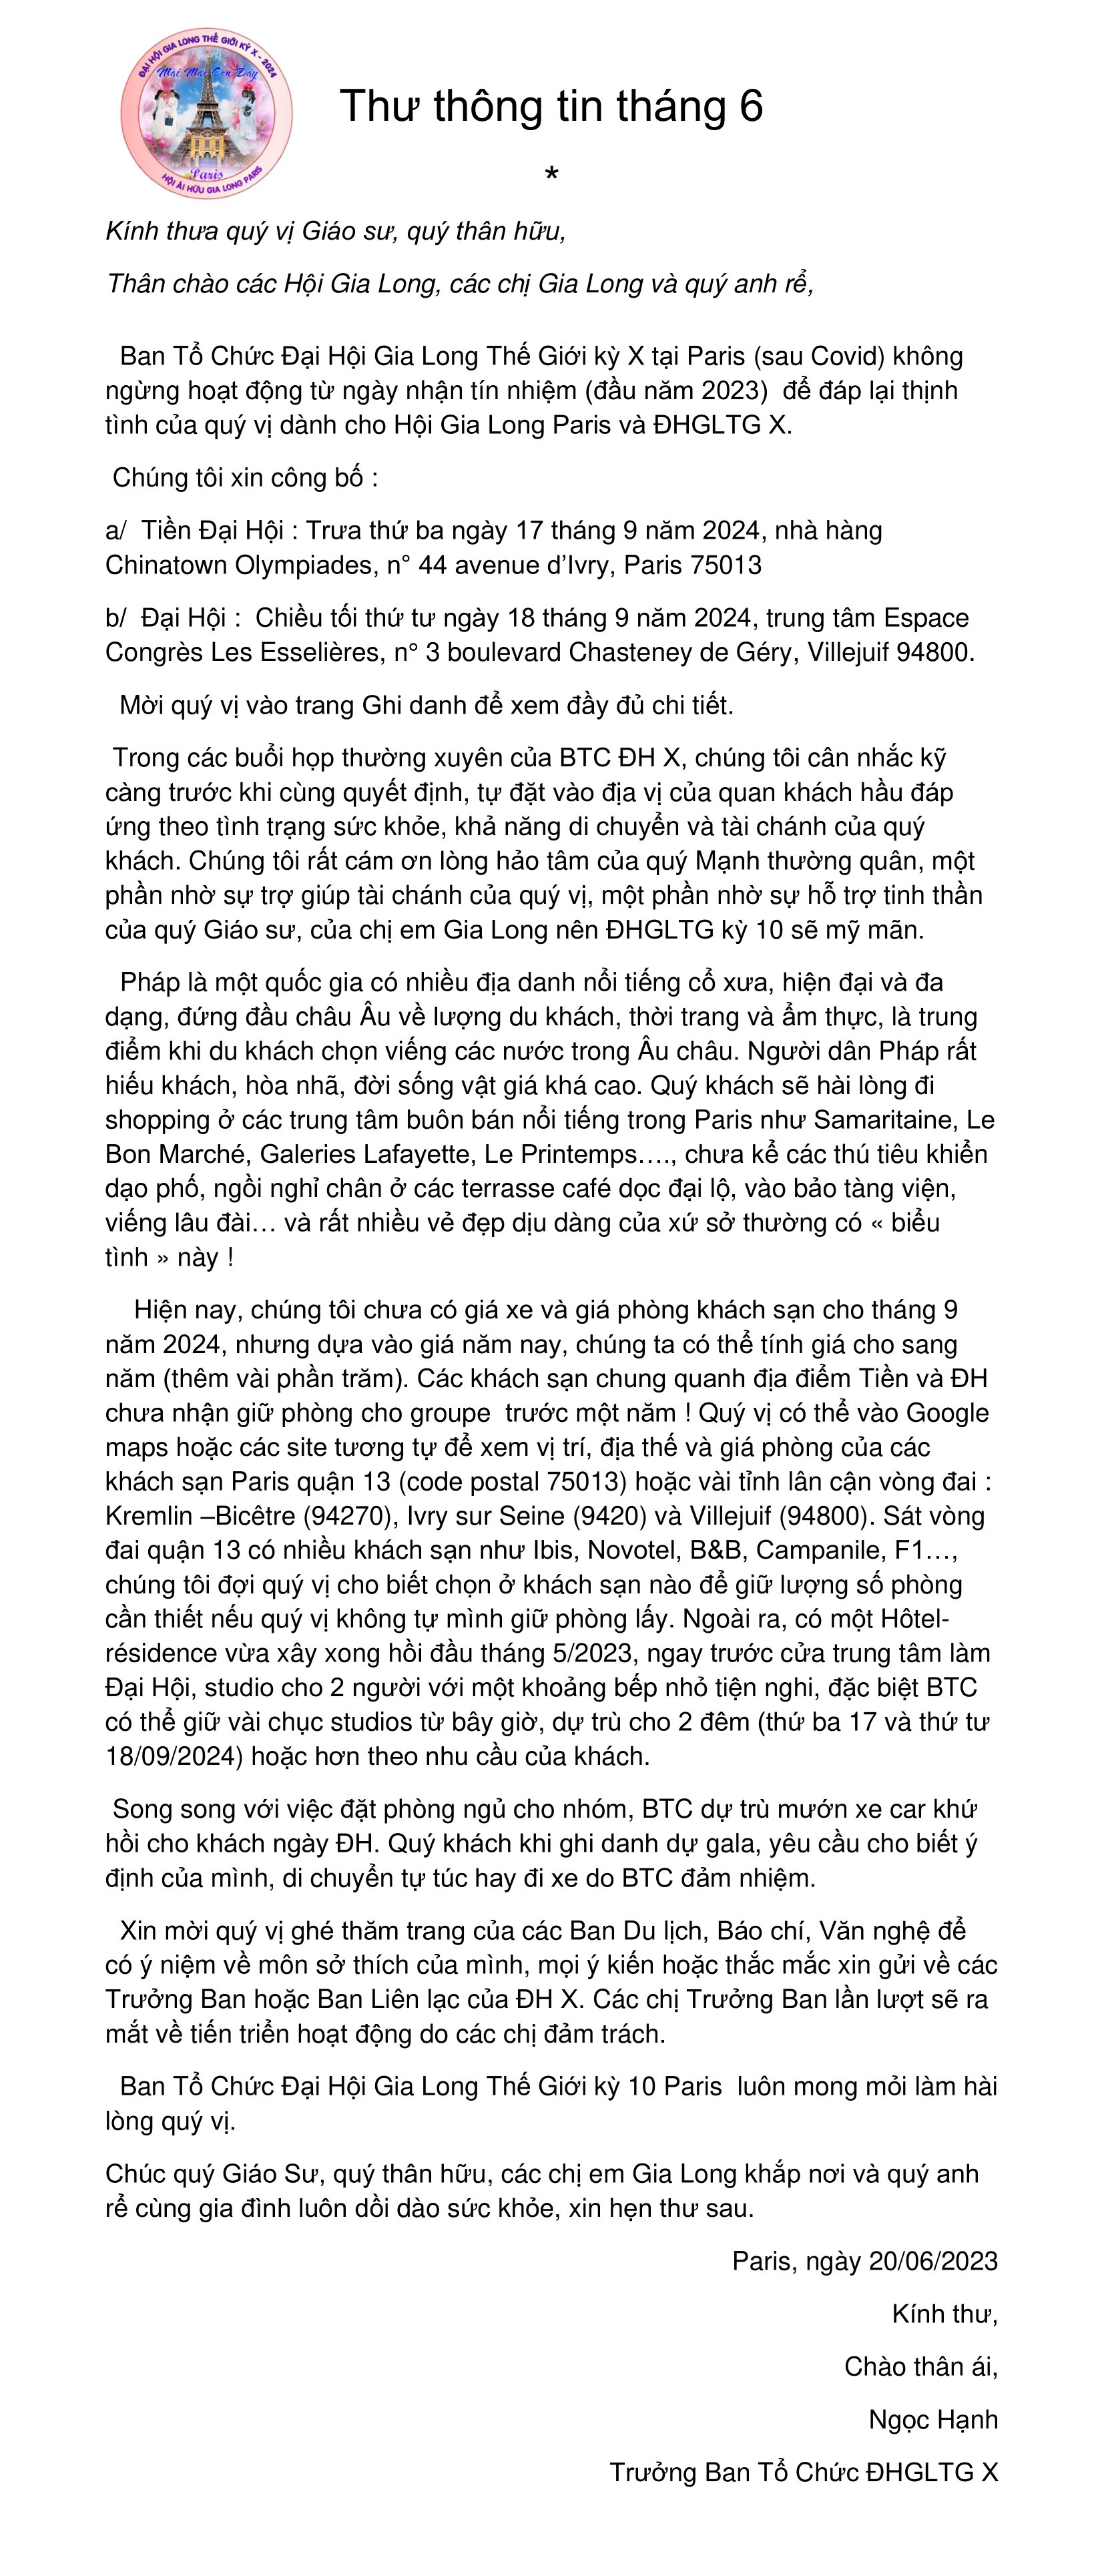 ĐẠI HỘI GIA LONG THẾ GIỚI KỲ X - 2024
Mãi Mãi Còn Đây
Paris
HỘI ÁI HỮU GIA LONG PARIS
Thư thông tin tháng 6
*
Kính thưa quý vị Giáo sư, quý thân hữu,
Thân chào các Hội Gia Long, các chị Gia Long và quý anh rể,
Ban Tổ Chức Đại Hội Gia Long Thế Giới kỳ X tại Paris (sau Covid) không
ngừng hoạt động từ ngày nhận tín nhiệm (đầu năm 2023)  để đáp lại thịnh
tình của quý vị dành cho Hội Gia Long Paris và ĐHGLTG X.
Chúng tôi xin công bố :
a/  Tiền Đại Hội : Trưa thứ ba ngày 17 tháng 9 năm 2024, nhà hàng
Chinatown Olympiades, n° 44 avenue d’Ivry, Paris 75013
b/  Đại Hội :  Chiều tối thứ tư ngày 18 tháng 9 năm 2024, trung tâm Espace
Congrès Les Esselières, n° 3 boulevard Chasteney de Géry, Villejuif 94800.
Mời quý vị vào trang Ghi danh để xem đầy đủ chi tiết.
Trong các buổi họp thường xuyên của BTC ĐH X, chúng tôi cân nhắc kỹ
càng trước khi cùng quyết định, tự đặt vào địa vị của quan khách hầu đáp
ứng theo tình trạng sức khỏe, khả năng di chuyển và tài chánh của quý
khách. Chúng tôi rất cám ơn lòng hảo tâm của quý Mạnh thường quân, một
phần nhờ sự trợ giúp tài chánh của quý vị, một phần nhờ sự hỗ trợ tinh thần
của quý Giáo sư, của chị em Gia Long nên ĐHGLTG kỳ 10 sẽ mỹ mãn.
Pháp là một quốc gia có nhiều địa danh nổi tiếng cổ xưa, hiện đại và đa
dạng, đứng đầu châu Âu về lượng du khách, thời trang và ẩm thực, là trung
điểm khi du khách chọn viếng các nước trong Âu châu. Người dân Pháp rất
hiếu khách, hòa nhã, đời sống vật giá khá cao. Quý khách sẽ hài lòng đi
shopping ở các trung tâm buôn bán nổi tiếng trong Paris như Samaritaine, Le
Bon Marché, Galeries Lafayette, Le Printemps…., chưa kể các thú tiêu khiển
dạo phố, ngồi nghỉ chân ở các terrasse café dọc đại lộ, vào bảo tàng viện,
viếng lâu đài… và rất nhiều vẻ đẹp dịu dàng của xứ sở thường có « biểu
tình » này !
Hiện nay, chúng tôi chưa có giá xe và giá phòng khách sạn cho tháng 9
năm 2024, nhưng dựa vào giá năm nay, chúng ta có thể tính giá cho sang
năm (thêm vài phần trăm). Các khách sạn chung quanh địa điểm Tiền và ĐH
chưa nhận giữ phòng cho groupe  trước một năm ! Quý vị có thể vào Google
maps hoặc các site tương tự để xem vị trí, địa thế và giá phòng của các
khách sạn Paris quận 13 (code postal 75013) hoặc vài tỉnh lân cận vòng đai :
Kremlin –Bicêtre (94270), Ivry sur Seine (9420) và Villejuif (94800). Sát vòng
đai quận 13 có nhiều khách sạn như Ibis, Novotel, B&B, Campanile, F1…,
chúng tôi đợi quý vị cho biết chọn ở khách sạn nào để giữ lượng số phòng
cần thiết nếu quý vị không tự mình giữ phòng lấy. Ngoài ra, có một Hôtel-
résidence vừa xây xong hồi đầu tháng 5/2023, ngay trước cửa trung tâm làm
Đại Hội, studio cho 2 người với một khoảng bếp nhỏ tiện nghi, đặc biệt BTC
có thể giữ vài chục studios từ bây giờ, dự trù cho 2 đêm (thứ ba 17 và thứ tư
18/09/2024) hoặc hơn theo nhu cầu của khách.
Song song với việc đặt phòng ngủ cho nhóm, BTC dự trù mướn xe car khứ
hồi cho khách ngày ĐH. Quý khách khi ghi danh dự gala, yêu cầu cho biết ý
định của mình, di chuyển tự túc hay đi xe do BTC đảm nhiệm.
Xin mời quý vị ghé thăm trang của các Ban Du lịch, Báo chí, Văn nghệ để
có ý niệm về môn sở thích của mình, mọi ý kiến hoặc thắc mắc xin gửi về các
Trưởng Ban hoặc Ban Liên lạc của ĐH X. Các chị Trưởng Ban lần lượt sẽ ra
mắt về tiến triển hoạt động do các chị đảm trách.
Ban Tổ Chức Đại Hội Gia Long Thế Giới kỳ 10 Paris  luôn mong mỏi làm hài
lòng quý vị.
Chúc quý Giáo Sư, quý thân hữu, các chị em Gia Long khắp nơi và quý anh
rể cùng gia đình luôn dồi dào sức khỏe, xin hẹn thư sau.
Paris, ngày 20/06/2023
Kính thư,
Chào thân ái,
Ngọc Hạnh
Trưởng Ban Tổ Chức ĐHGLTG X